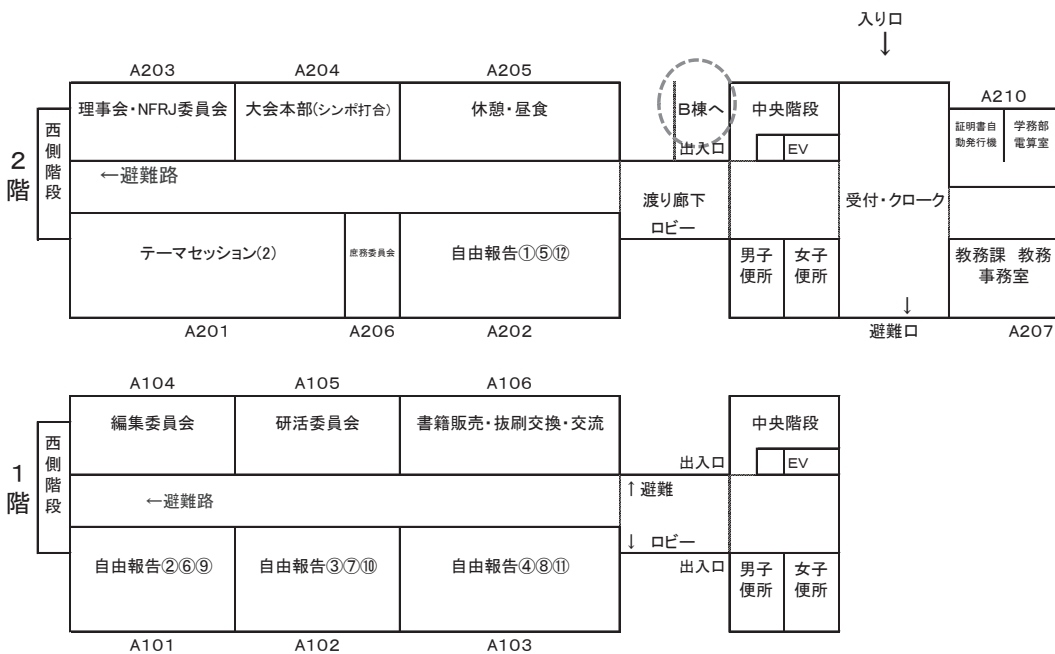 入り口
↓
A203
A204
A205
A210
理事会・NFRJ委員会
大会本部(シンポ打合)
休憩・昼食
B棟へ
出入口
中央階段
EV
証明書自
動発行機
学務部
電算室
2
階
西
側
階
段
←避難路
渡り廊下
ロビー
受付・クローク
テーマセッション(2)
庶務委員会
自由報告①⑤⑫
男子
便所
女子
便所
教務課 教務
事務室
↓
避難口
A201
A206
A202
A207
A104
A105
A106
編集委員会
研活委員会
書籍販売・抜刷交換・交流
中央階段
出入口
EV
1
階
西
側
階
段
←避難路
↑避難
↓ ロビー
出入口
自由報告②⑥⑨
自由報告③⑦⑩
自由報告④⑧⑪
男子
便所
女子
便所
A101
A102
A103